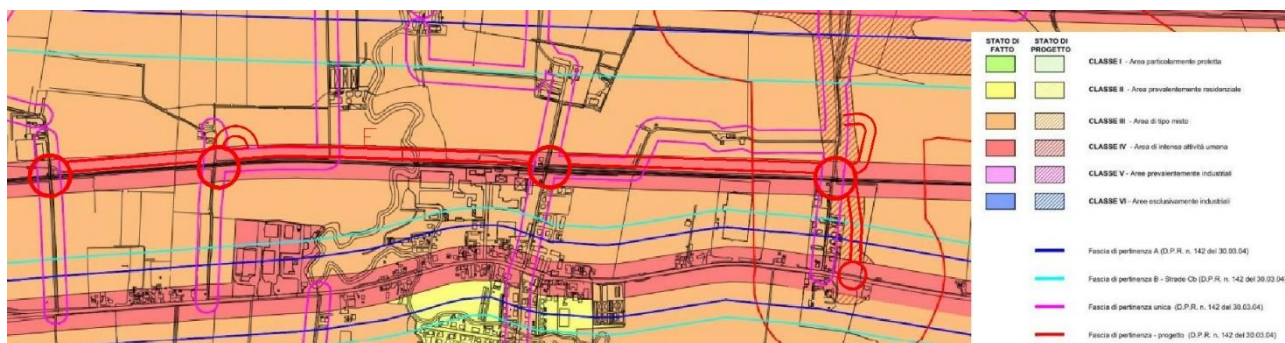 STATO DI FATTO
STATO DI PROGETTO
CLASSE I - Area particolarmente protetta
CLASSE II - Area prevalentemente residenziale
CLASSE III - Area di tipo misto
CLASSE IV - Area di intensa attività umana
CLASSE V - Aree prevalentemente industriali
CLASSE VI - Aree esclusivamente industriali
Fascia di pertinenza A (D.P.R. n. 142 del 30.03.04)
Fascia di pertinenza B - Strade Cb (D.P.R. n. 142 del 30.03.04)
Fascia di pertinenza unica (D.P.R. n. 142 del 30.03.04)
Fascia di pertinenza - progetto (D.P.R. n. 142 del 30.03.04)
F